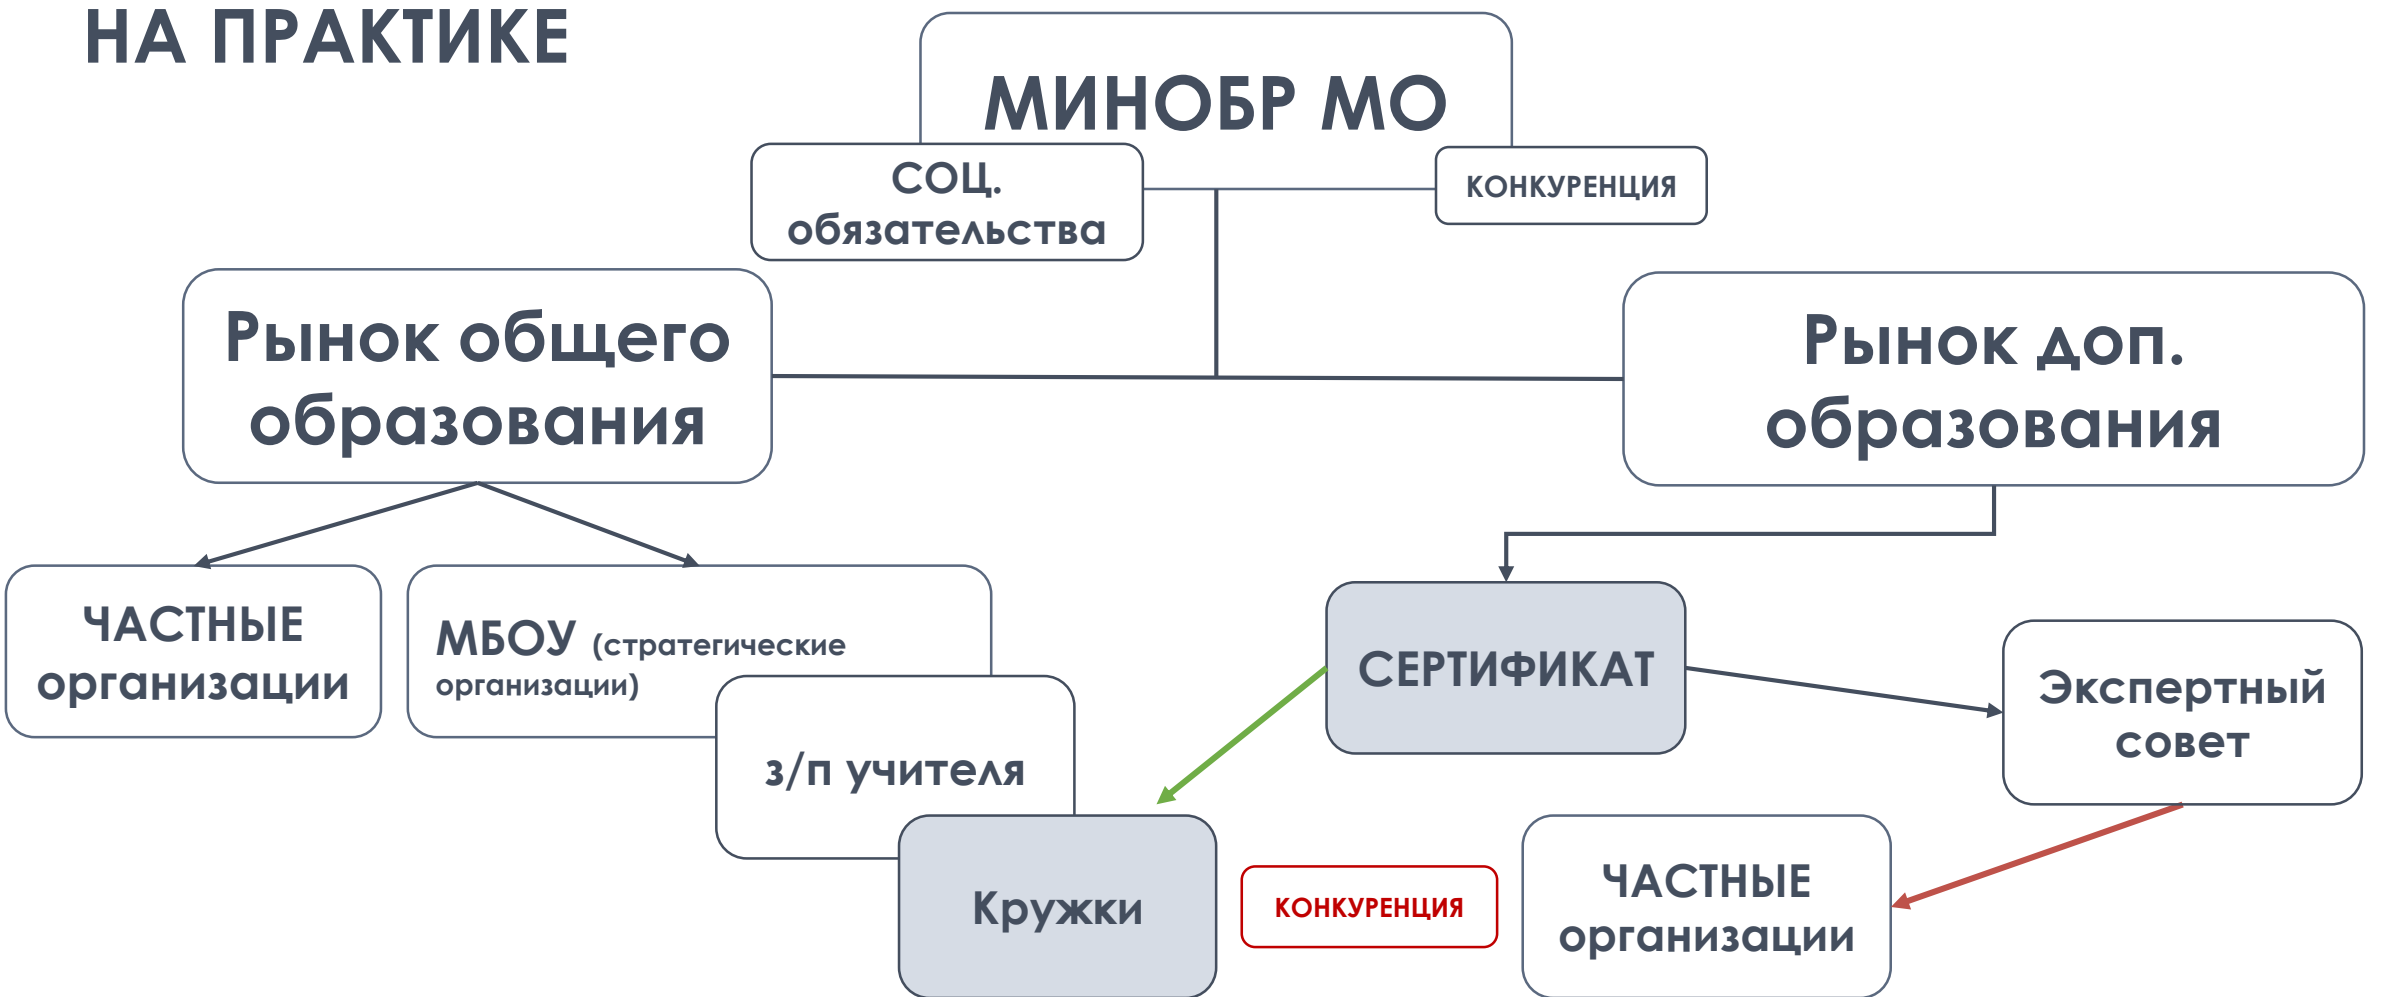 НА ПРАКТИКЕ
МИНОБР МО
СОЦ.
обязательства
КОНКУРЕНЦИЯ
Рынок общего
образования
Рынок доп.
образования
ЧАСТНЫЕ
организации
МБОУ (стратегические
организации)
з/п учителя
Кружки
КОНКУРЕНЦИЯ
СЕРТИФИКАТ
Экспертный
совет
ЧАСТНЫЕ
организации